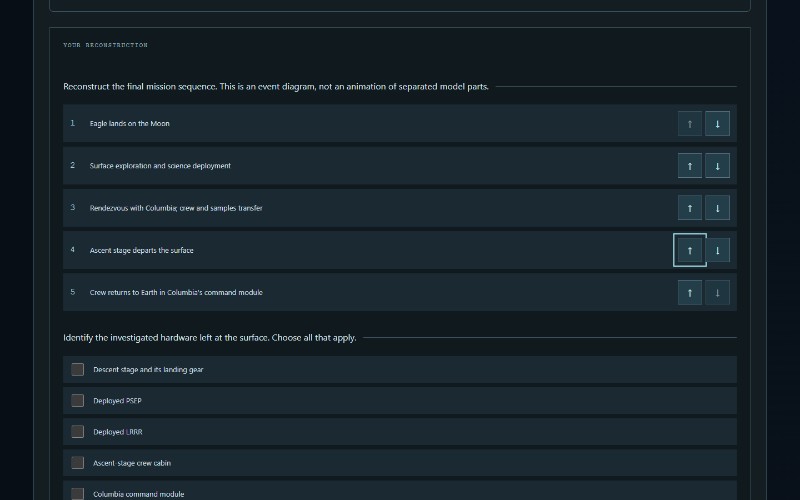 YOUR RECONSTRUCTION
Reconstruct the final mission sequence. This is an event diagram, not an animation of separated model parts.
1 Eagle lands on the Moon ↑ ↓
2 Surface exploration and science deployment ↑ ↓
3 Rendezvous with Columbia; crew and samples transfer ↑ ↓
4 Ascent stage departs the surface ↑ ↓
5 Crew returns to Earth in Columbia's command module ↑ ↓
Identify the investigated hardware left at the surface. Choose all that apply.
Descent stage and its landing gear
Deployed PSEP
Deployed LRRR
Ascent-stage crew cabin
Columbia command module